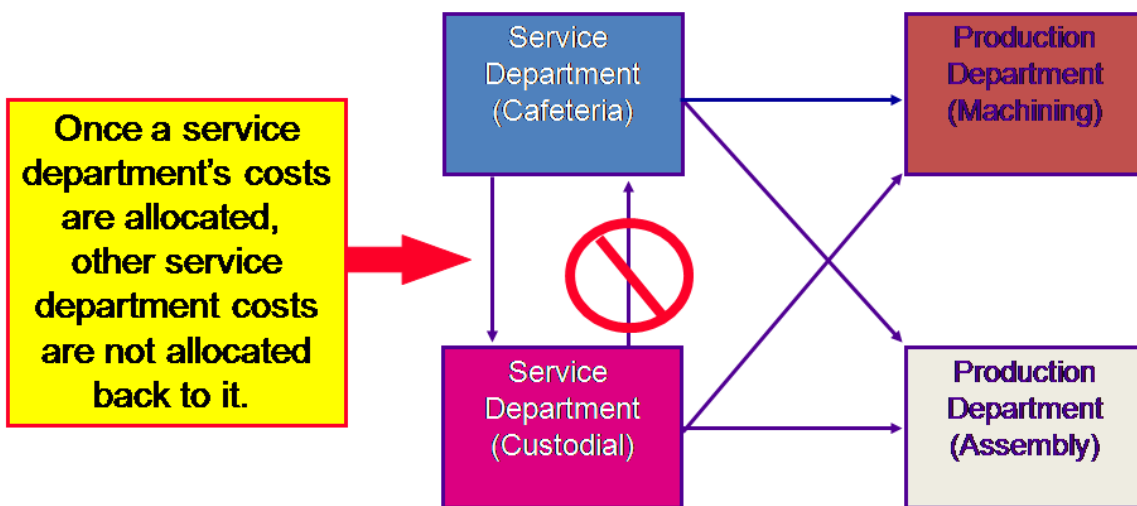 Once a service
department's costs
are allocated,
other service
department costs
are not allocated
back to it.
Service
Department
(Cafeteria)
Production
Department
(Machining)
Service
Department
(Custodial)
Production
Department
(Assembly)